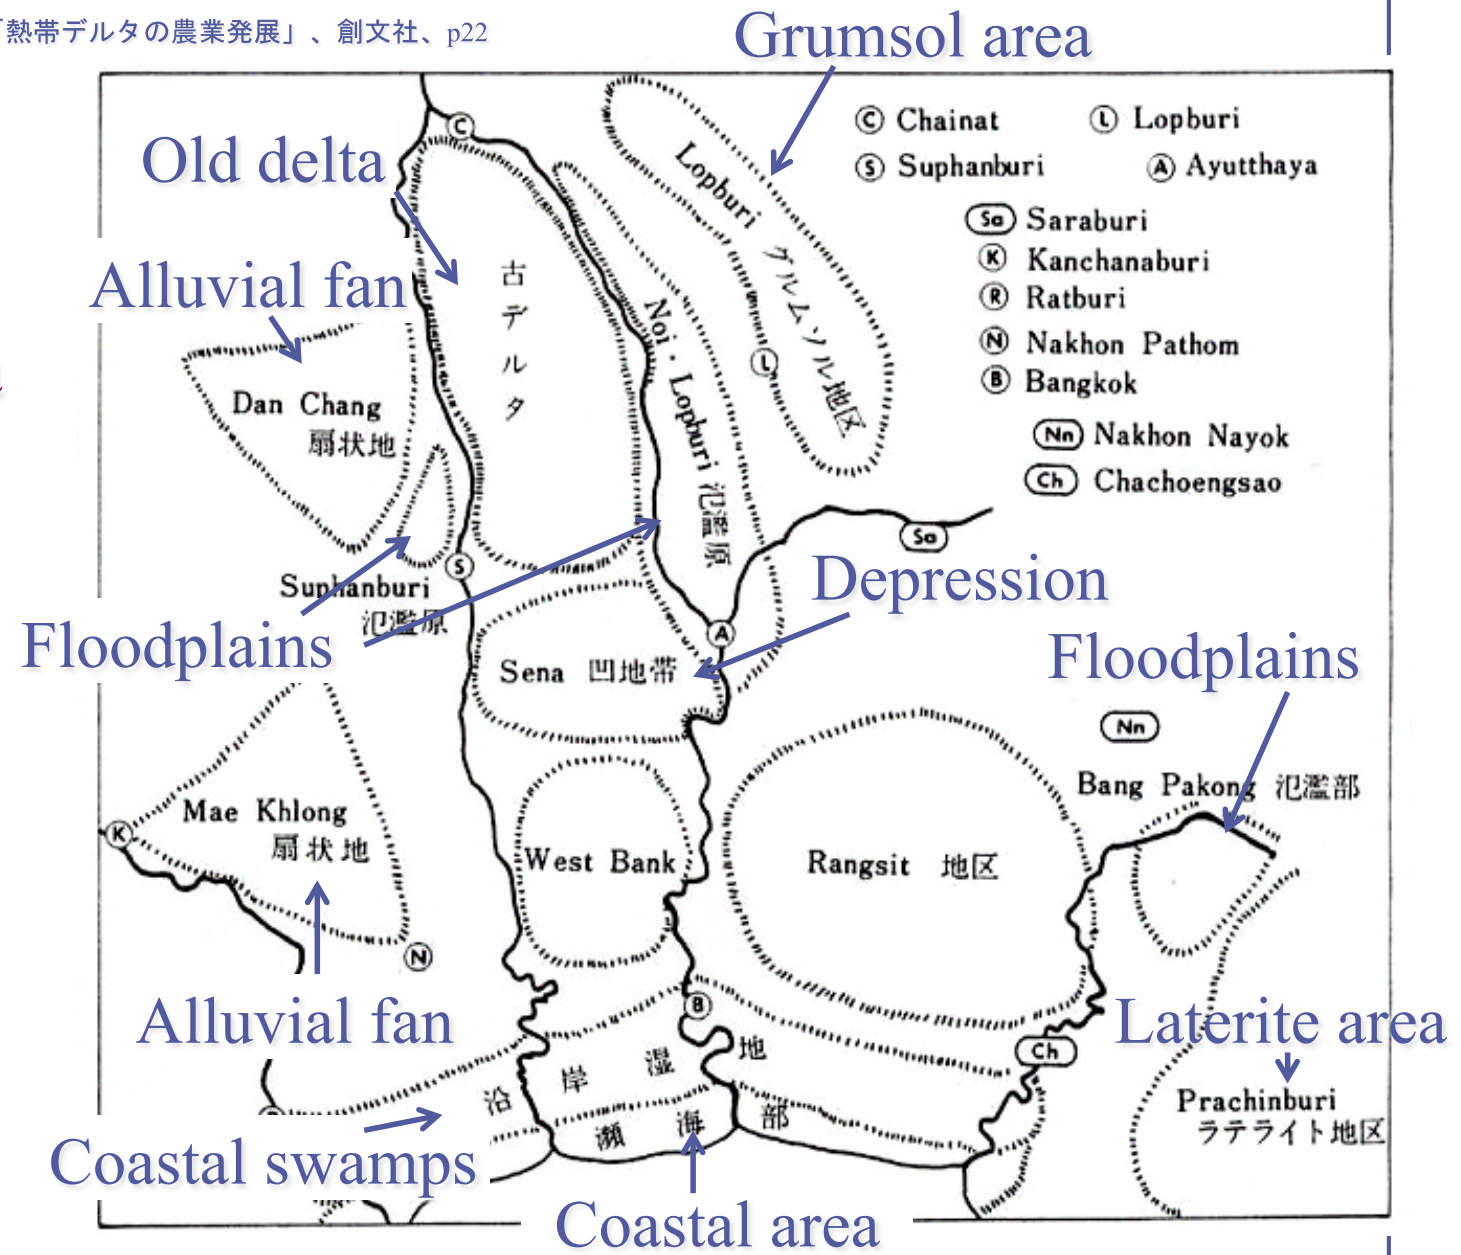 「熱帯デルタの農業発展」、創文社、p22
Grumsol area
Ⓒ Chainat
Ⓛ Lopburi
Old delta
Ⓢ Suphanburi
Ⓐ Ayutthaya
Lopburi グルムソル地区
Sa Saraburi
Ⓚ Kanchanaburi
Alluvial fan
古デルタ
Ⓡ Ratburi
Noi・Lopburi 氾濫原
Ⓝ Nakhon Pathom
Ⓑ Bangkok
Dan Chang
扇状地
Nn Nakhon Nayok
Ch Chachoengsao
C
L
Sa
S
Suphanburi
氾濫原
Depression
Floodplains
A
Sena 凹地帯
Floodplains
Nn
Bang Pakong 氾濫部
Mae Khlong
扇状地
K
West Bank
Rangsit 地区
N
B
Alluvial fan
Laterite area
Ch
沿岸湿地
Prachinburi
ラテライト地区
瀬海部
Coastal swamps
Coastal area